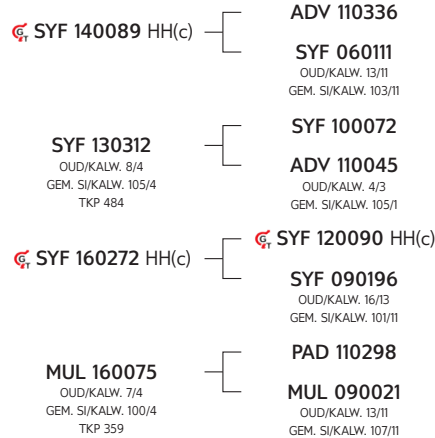 ADV 110336
GT SYF 140089 HH(c)
SYF 060111
OUD/KALW. 13/11
GEM. SI/KALW. 103/11
SYF 100072
SYF 130312
OUD/KALW. 8/4
GEM. SI/KALW. 105/4
TKP 484
ADV 110045
OUD/KALW. 4/3
GEM. SI/KALW. 105/1
GT SYF 120090 HH(c)
GT SYF 160272 HH(c)
SYF 090196
OUD/KALW. 16/13
GEM. SI/KALW. 101/11
PAD 110298
MUL 160075
OUD/KALW. 7/4
GEM. SI/KALW. 100/4
TKP 359
MUL 090021
OUD/KALW. 13/11
GEM. SI/KALW. 107/11